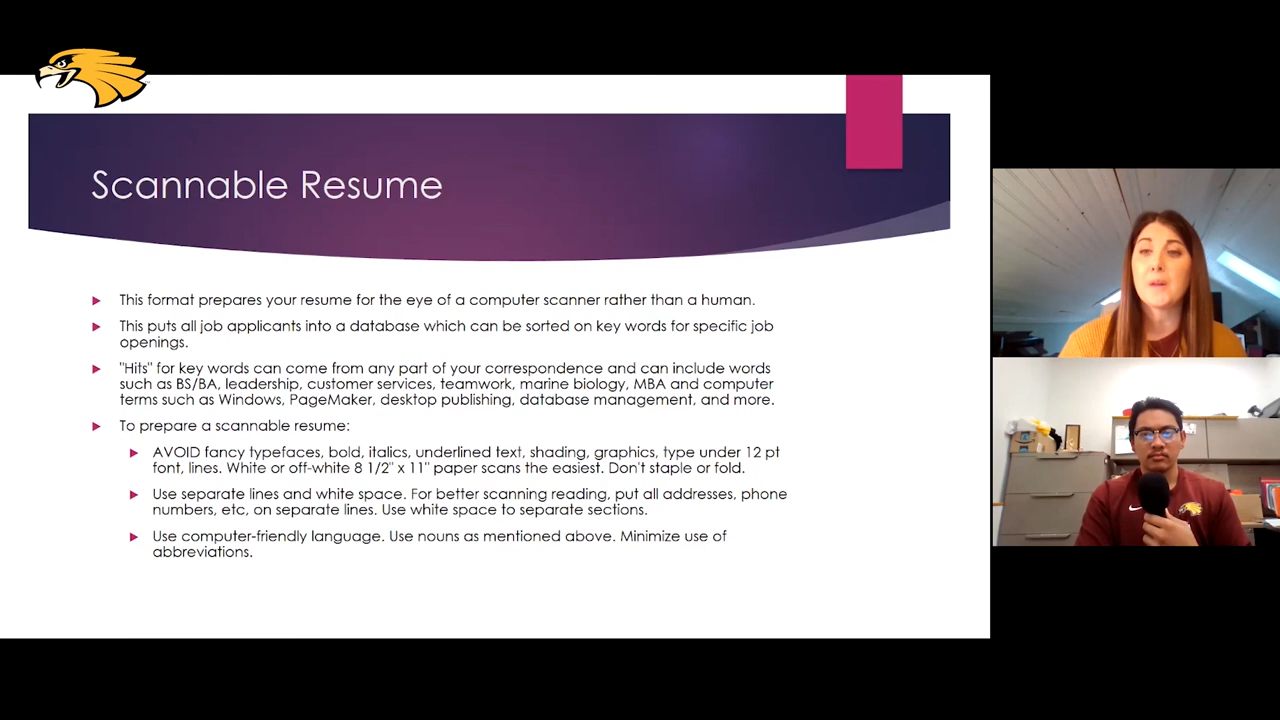 Scannable Resume
This format prepares your resume for the eye of a computer scanner rather than a human.
This puts all job applicants into a database which can be sorted on key words for specific job
openings.
"Hits" for key words can come from any part of your correspondence and can include words
such as BS/BA, leadership, customer services, teamwork, marine biology, MBA and computer
terms such as Windows, PageMaker, desktop publishing, database management, and more.
To prepare a scannable resume:
AVOID fancy typefaces, bold, italics, underlined text, shading, graphics, type under 12 pt
font, lines. White or off-white 8 1/2" x 11" paper scans the easiest. Don't staple or fold.
Use separate lines and white space. For better scanning reading, put all addresses, phone
numbers, etc, on separate lines. Use white space to separate sections.
Use computer-friendly language. Use nouns as mentioned above. Minimize use of
abbreviations.